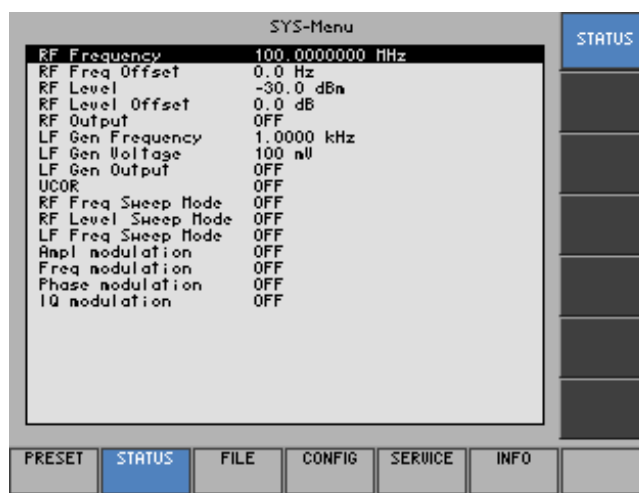 SYS-Menu
STATUS
RF Frequency 100.0000000 MHz
RF Freq Offset 0.0 Hz
RF Level -30.0 dBm
RF Level Offset 0.0 dB
RF Output OFF
LF Gen Frequency 1.0000 kHz
LF Gen Voltage 100 mV
LF Gen Output OFF
UCOR OFF
RF Freq Sweep Mode OFF
RF Level Sweep Mode OFF
LF Freq Sweep Mode OFF
Ampl modulation OFF
Freq modulation OFF
Phase modulation OFF
IQ modulation OFF
PRESET STATUS FILE CONFIG SERVICE INFO